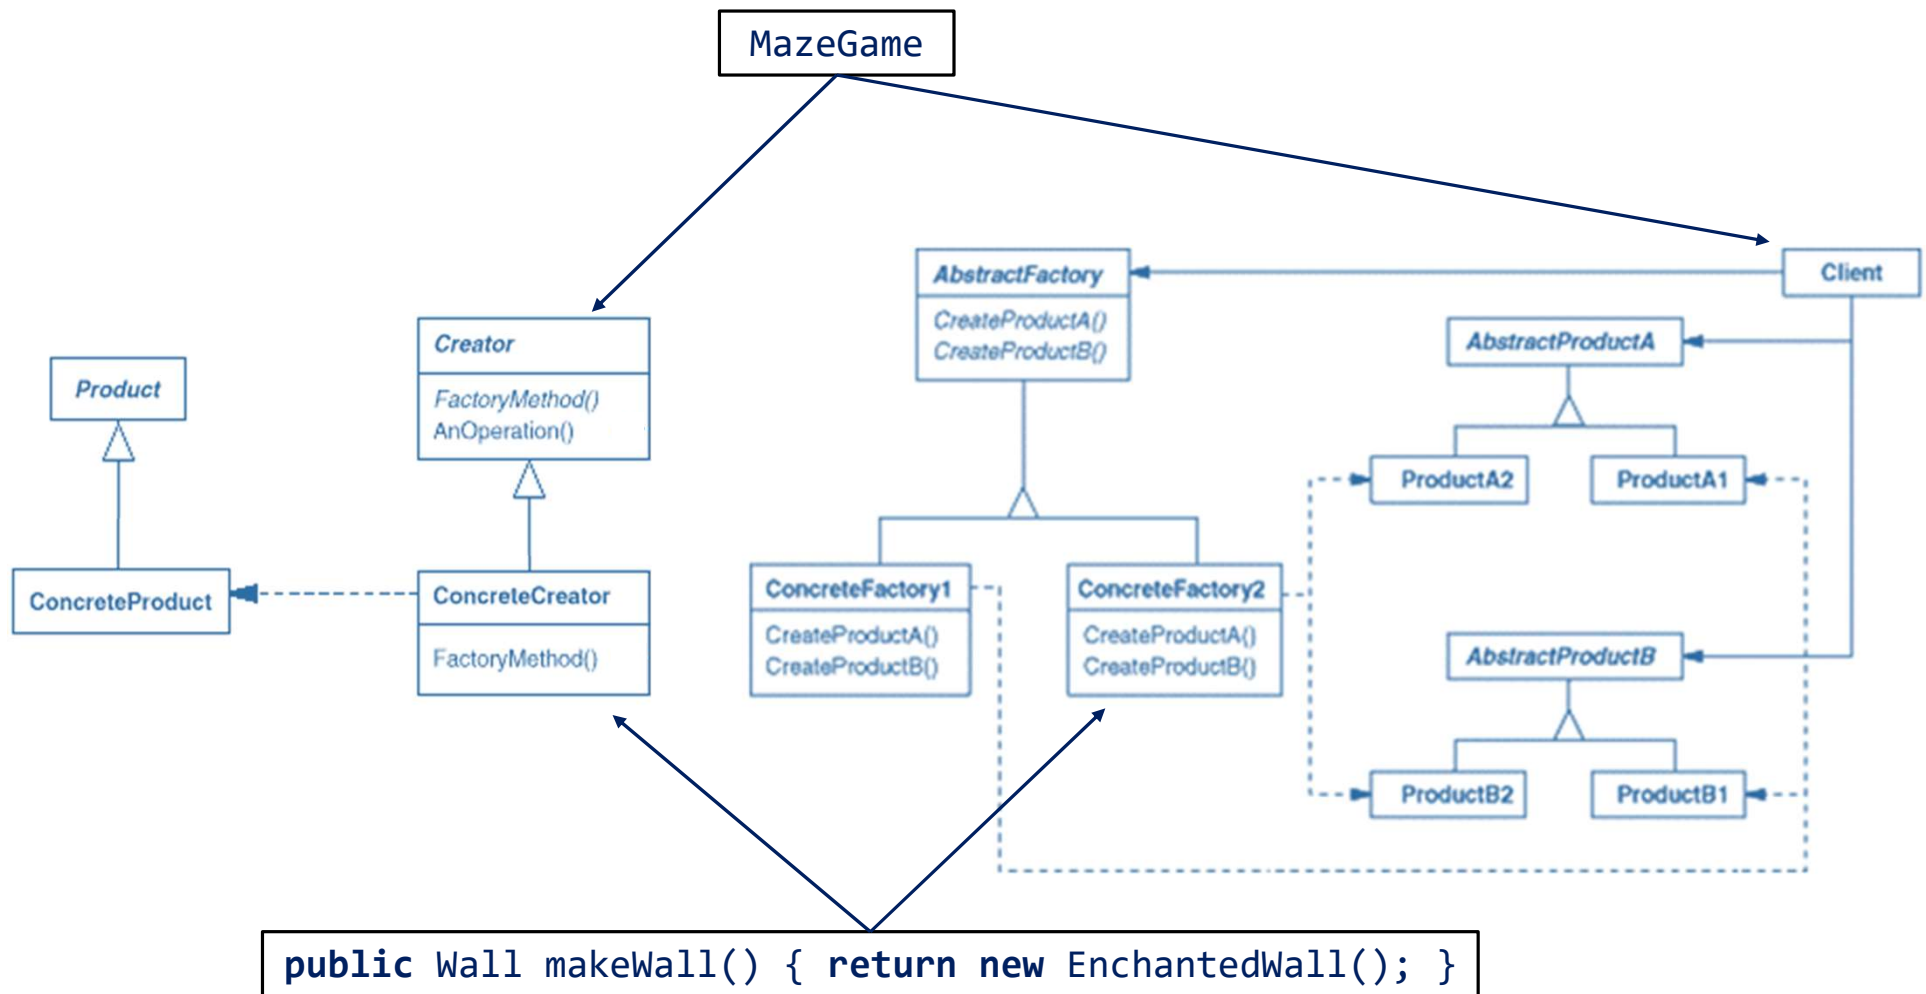 MazeGame
Product
ConcreteProduct
Creator
FactoryMethod()
AnOperation()
ConcreteCreator
FactoryMethod()
AbstractFactory
CreateProductA()
CreateProductB()
ConcreteFactory1
CreateProductA()
CreateProductB()
ConcreteFactory2
CreateProductA()
CreateProductB()
Client
AbstractProductA
ProductA2
ProductA1
AbstractProductB
ProductB2
ProductB1
public Wall makeWall() { return new EnchantedWall(); }